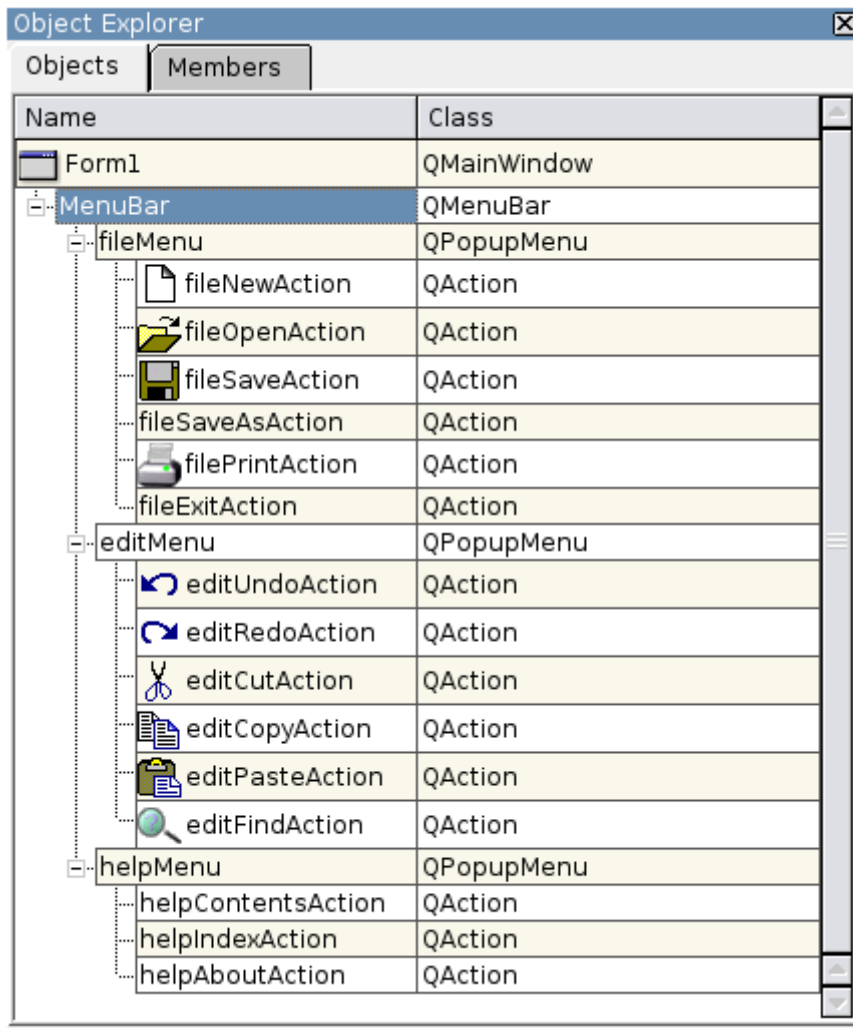 Object Explorer
Objects Members
Name Class
Form1 QMainWindow
MenuBar QMenuBar
fileMenu QPopupMenu
fileNewAction QAction
fileOpenAction QAction
fileSaveAction QAction
fileSaveAsAction QAction
filePrintAction QAction
fileExitAction QAction
editMenu QPopupMenu
editUndoAction QAction
editRedoAction QAction
editCutAction QAction
editCopyAction QAction
editPasteAction QAction
editFindAction QAction
helpMenu QPopupMenu
helpContentsAction QAction
helpIndexAction QAction
helpAboutAction QAction